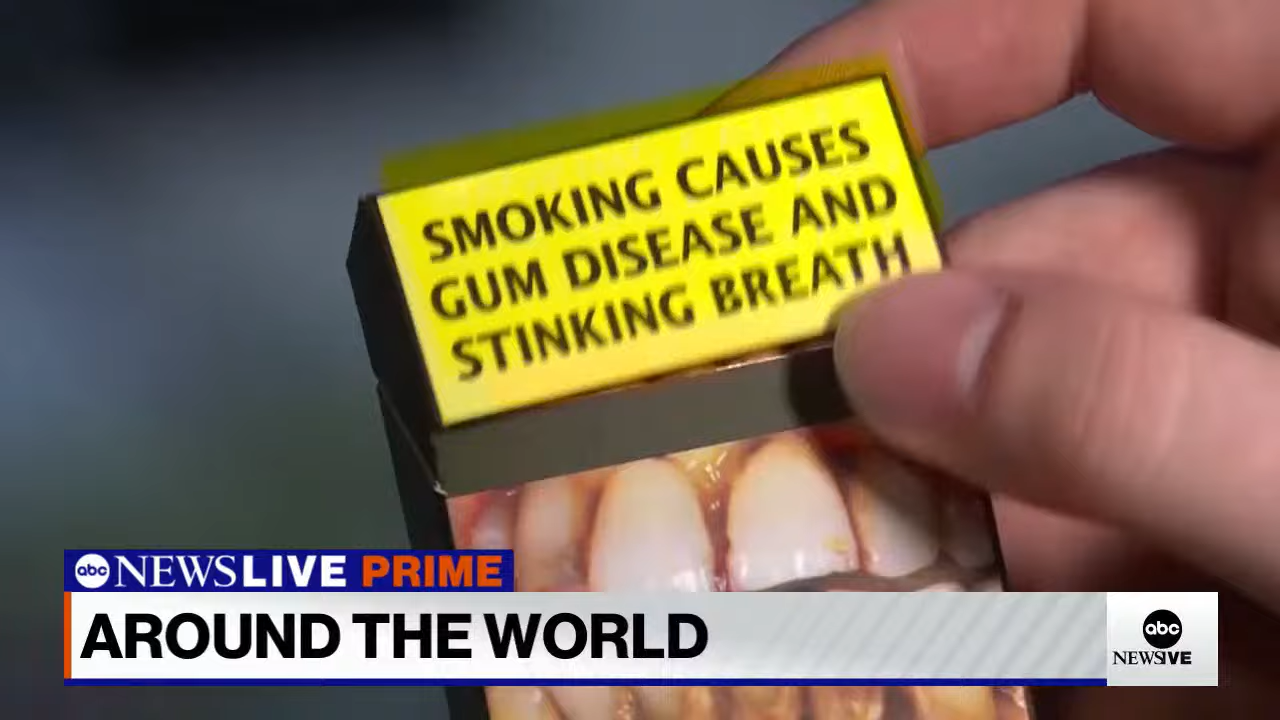 SMOKING CAUSES
GUM DISEASE AND
STINKING BREATH
abc NEWS LIVE PRIME
AROUND THE WORLD
abc
NEWS LIVE